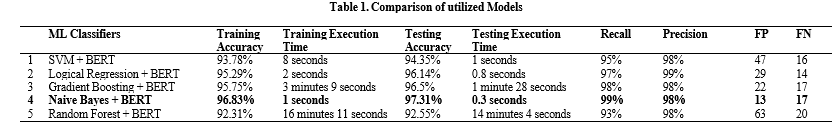 Table 1. Comparison of utilized Models
ML Classifiers Training Accuracy Training Execution Time Testing Accuracy Testing Execution Time Recall Precision FP FN
1 SVM + BERT 93.78% 8 seconds 94.35% 1 seconds 95% 98% 47 16
2 Logical Regression + BERT 95.29% 2 seconds 96.14% 0.8 seconds 97% 99% 29 14
3 Gradient Boosting + BERT 95.75% 3 minutes 9 seconds 96.5% 1 minute 28 seconds 98% 98% 22 17
4 Naive Bayes + BERT 96.83% 1 seconds 97.31% 0.3 seconds 99% 98% 13 17
5 Random Forest + BERT 92.31% 16 minutes 11 seconds 92.55% 14 minutes 4 seconds 93% 98% 63 20